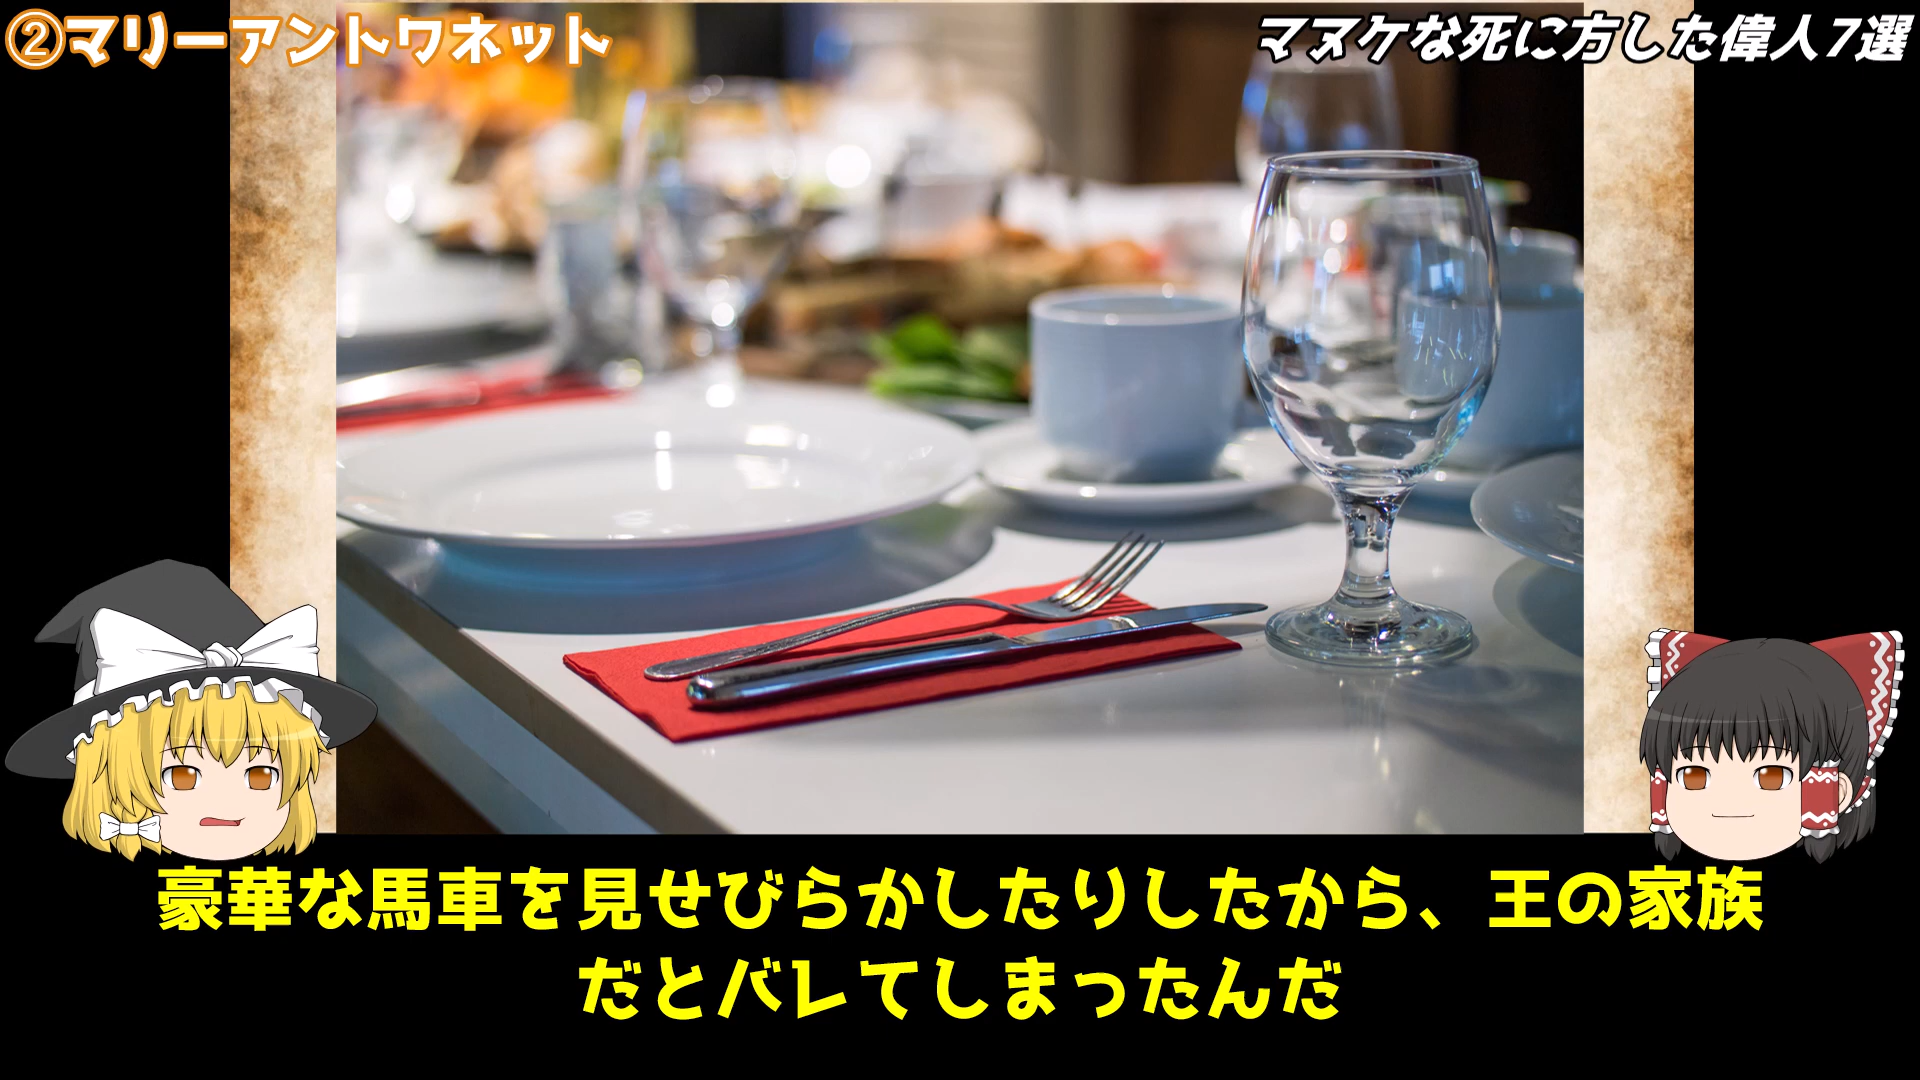 ②マリーアントワネット
マヌケな死に方した偉人7選
豪華な馬車を見せびらかしたりしたから、王の家族
だとバレてしまったんだ